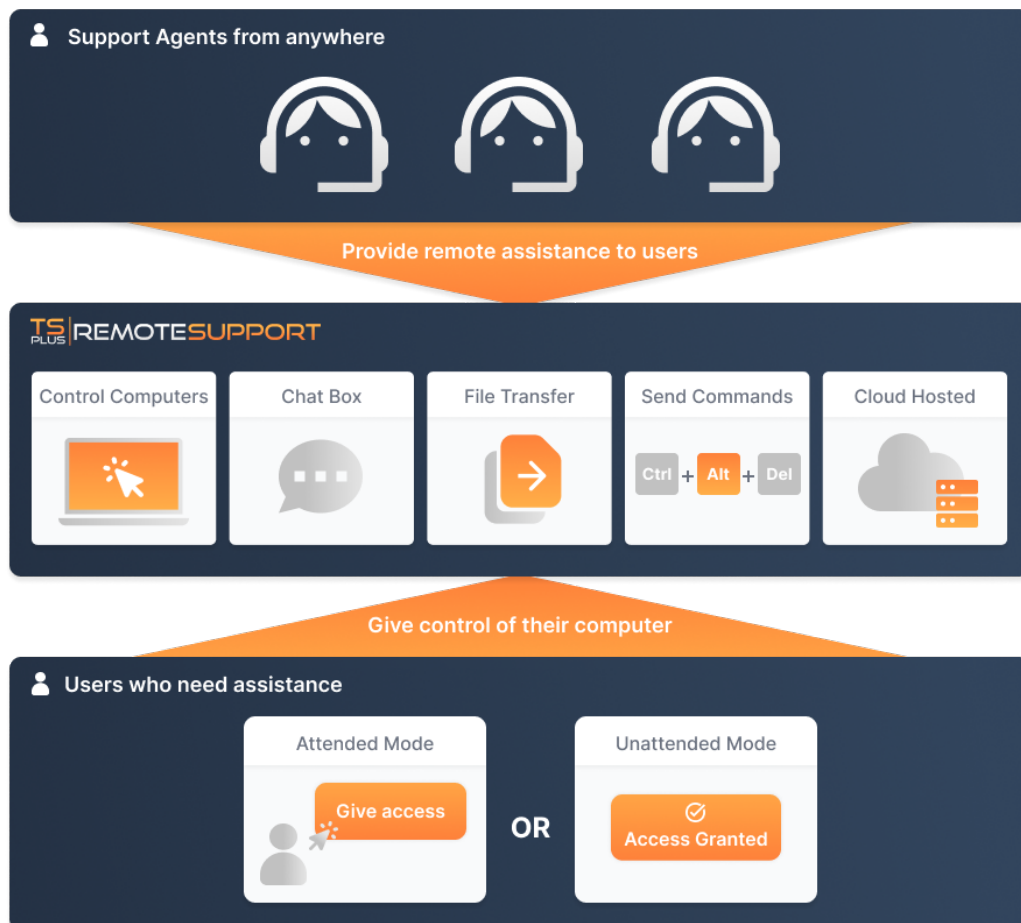 Support Agents from anywhere
Provide remote assistance to users
TS PLUS REMOTESUPPORT
Control Computers
Chat Box
File Transfer
Send Commands
Cloud Hosted
Ctrl + Alt + Del
Give control of their computer
Users who need assistance
Attended Mode
Unattended Mode
Give access
OR
Access Granted